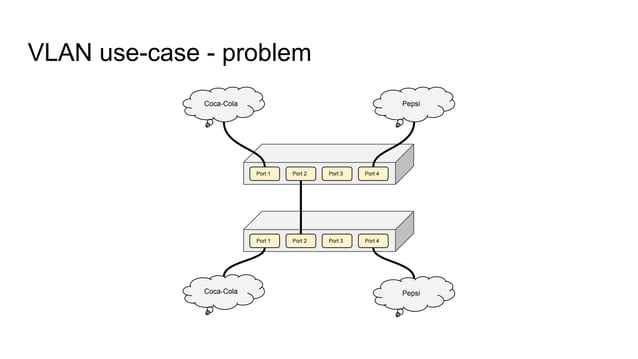 VLAN use-case - problem
Coca-Cola
Pepsi
Port 1
Port 2
Port 3
Port 4
Port 1
Port 2
Port 3
Port 4
Coca-Cola
Pepsi